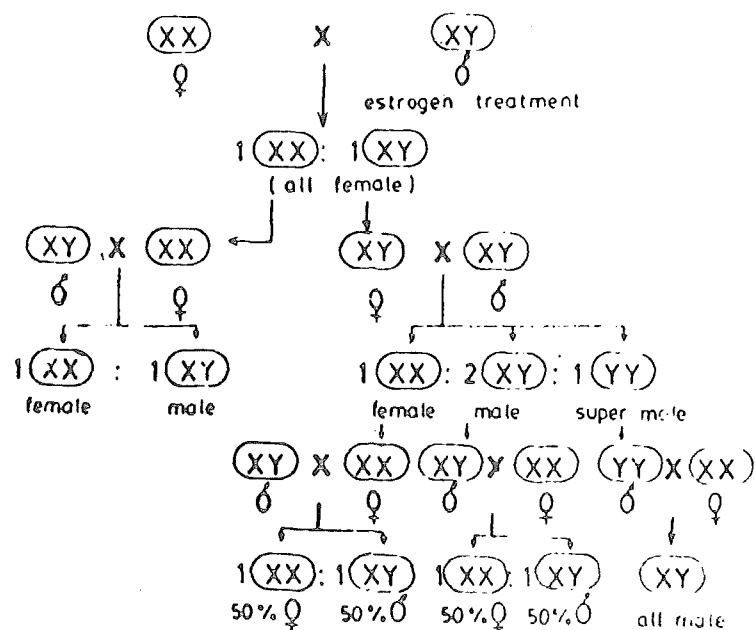 XX X XY
♀ ♂
estrogen treatment
1 XX : 1 XY
( all female )
XY X XX XY X XY
♂ ♀ ♀ ♂
1 XX : 1 XY 1 XX : 2 XY : 1 YY
female male female male super male
XY X XX XY X XX YY X XX
♂ ♀ ♂ ♀ ♂ ♀
1 XX : 1 XY 1 XX : 1 XY XY
50% ♀ 50% ♂ 50% ♀ 50% ♂ all male